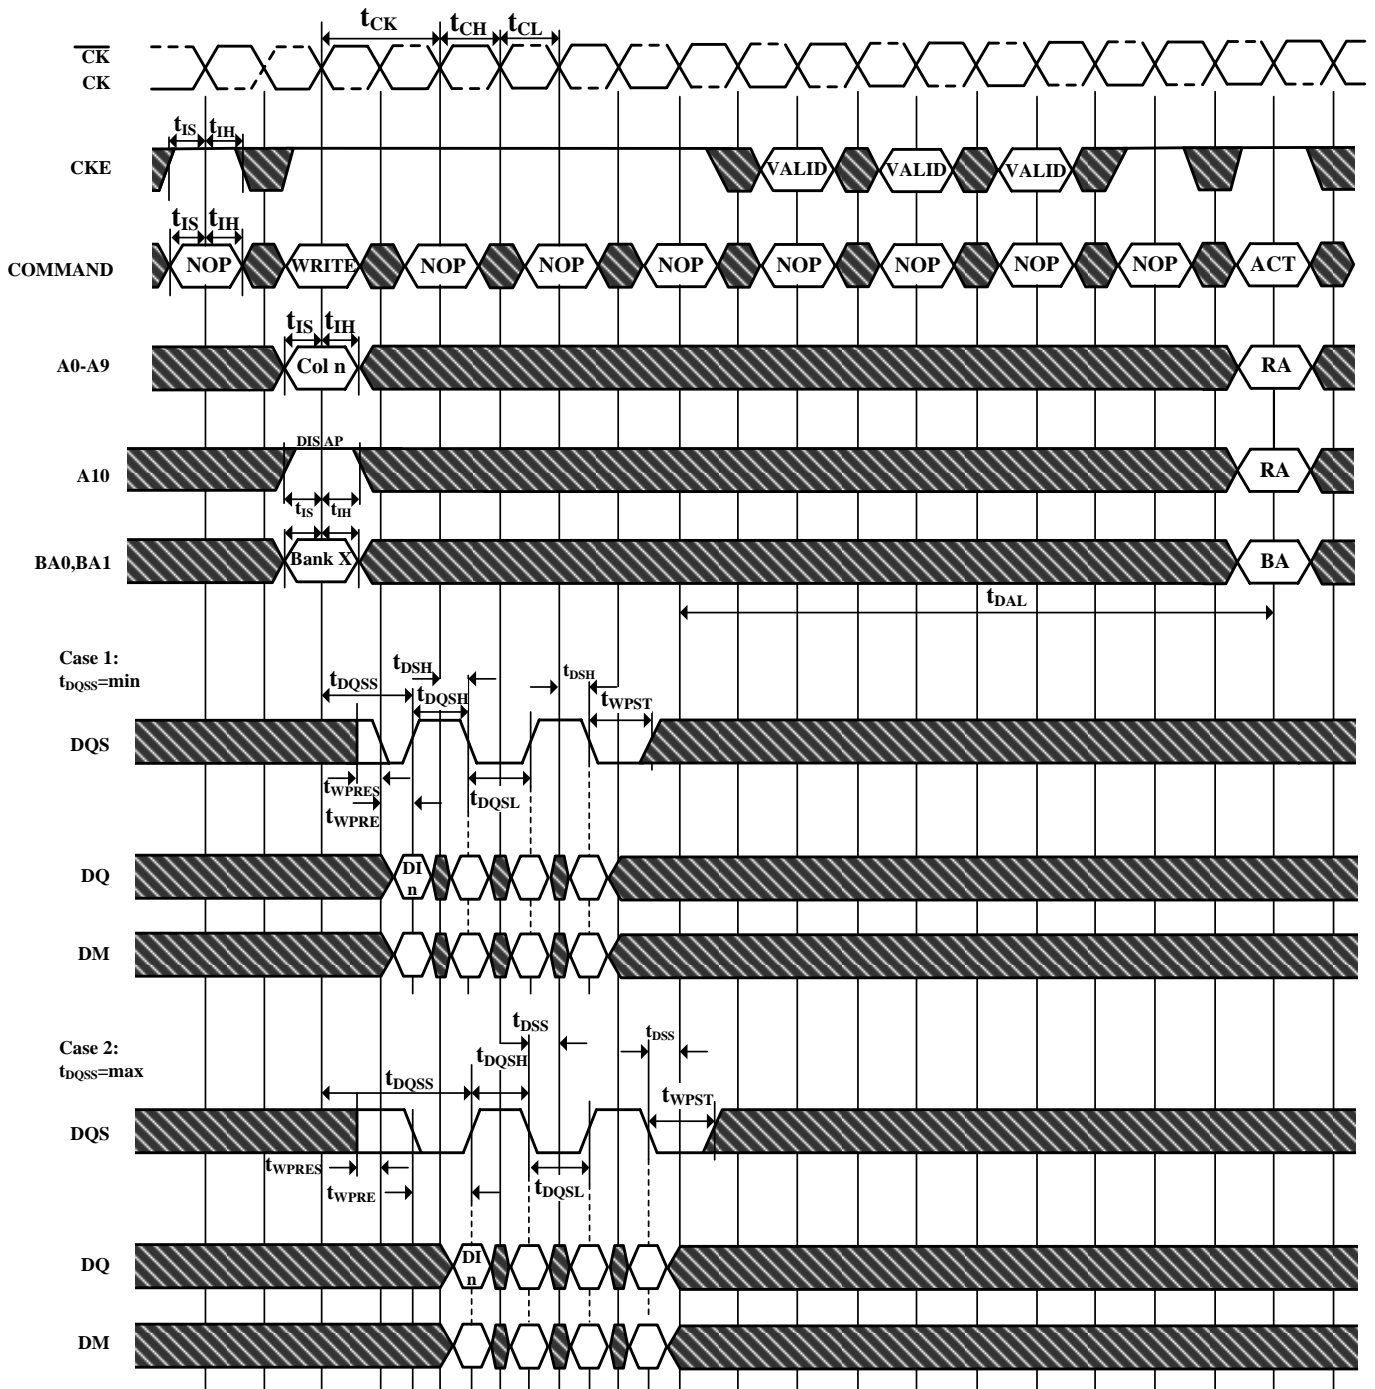 tCK tCH tCL
CK
CK
tIS tIH
CKE VALID VALID VALID
tIS tIH
COMMAND NOP WRITE NOP NOP NOP NOP NOP NOP NOP ACT
tIS tIH
A0-A9 Col n RA
DIS AP
A10 RA
tIS tIH
BA0,BA1 Bank X BA
tDAL
Case 1:
tDQSS=min
tDSH tDSH
tDQSS tDQSH tWPST
DQS
tWPRES tDQSL
tWPRE
DQ DI
n
DM
tDSS tDSS
Case 2:
tDQSS=max
tDQSH
tDQSS tWPST
DQS
tWPRES
tWPRE tDQSL
DQ DI
n
DM